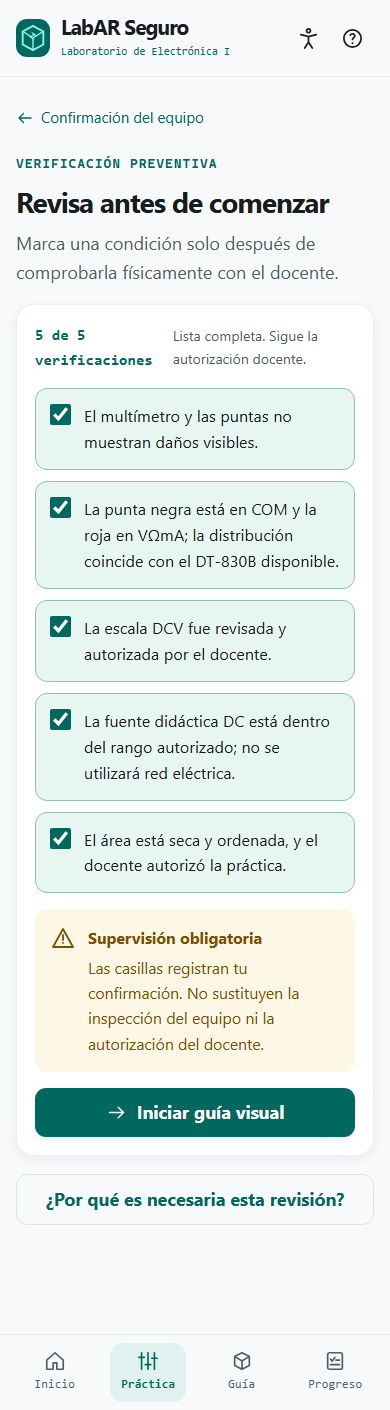 LabAR Seguro
Laboratorio de Electrónica I
← Confirmación del equipo
VERIFICACIÓN PREVENTIVA
Revisa antes de comenzar
Marca una condición solo después de
comprobarla físicamente con el docente.
5 de 5
verificaciones
Lista completa. Sigue la
autorización docente.
El multímetro y las puntas no
muestran daños visibles.
La punta negra está en COM y la
roja en VΩmA; la distribución
coincide con el DT-830B disponible.
La escala DCV fue revisada y
autorizada por el docente.
La fuente didáctica DC está dentro
del rango autorizado; no se
utilizará red eléctrica.
El área está seca y ordenada, y el
docente autorizó la práctica.
Supervisión obligatoria
Las casillas registran tu
confirmación. No sustituyen la
inspección del equipo ni la
autorización del docente.
→ Iniciar guía visual
¿Por qué es necesaria esta revisión?
Inicio
Práctica
Guía
Progreso